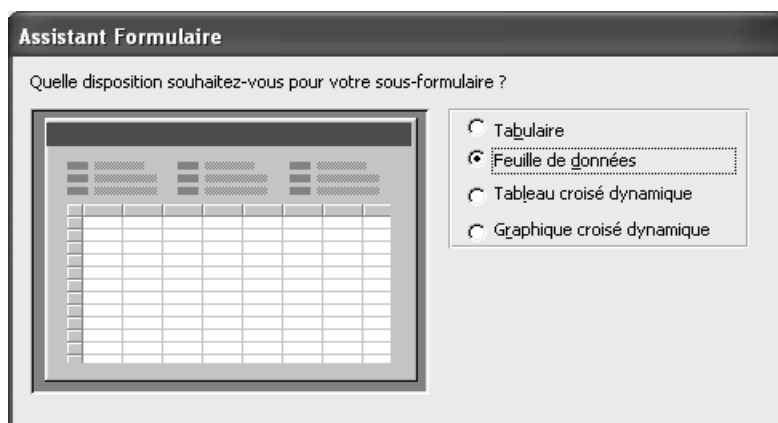 Assistant Formulaire
Quelle disposition souhaitez-vous pour votre sous-formulaire ?
Tabulaire
Feuille de données
Tableau croisé dynamique
Graphique croisé dynamique